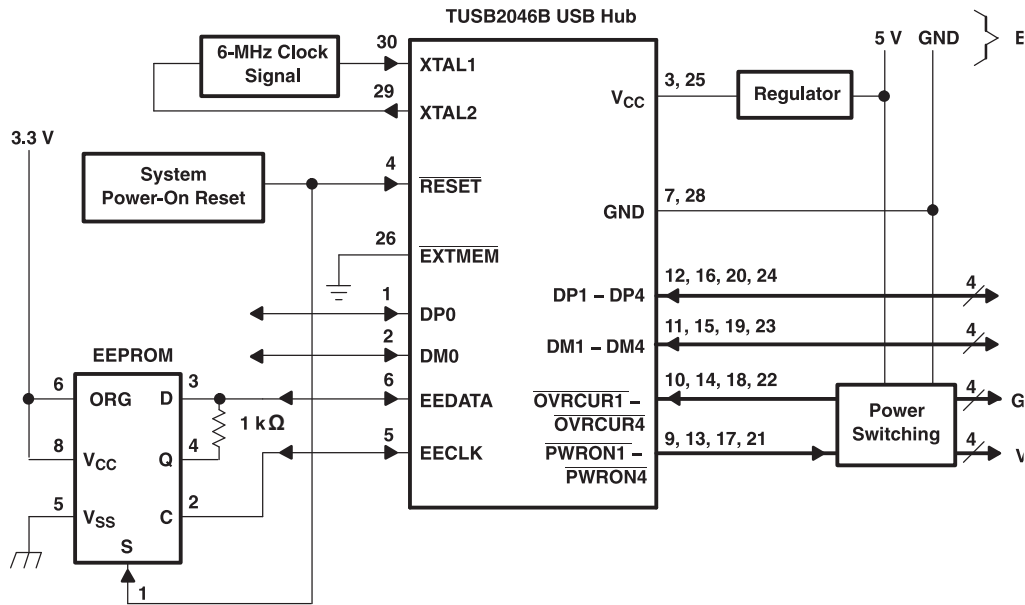 TUSB2046B USB Hub
6-MHz Clock
Signal
30
XTAL1
29
XTAL2
5 V GND
E
3, 25
VCC
Regulator
3.3 V
System
Power-On Reset
4
RESET
7, 28
GND
26
EXTMEM
12, 16, 20, 24
DP1 – DP4
4
1
DP0
11, 15, 19, 23
DM1 – DM4
4
2
DM0
EEPROM
6
ORG
D
3
1 kΩ
6
EEDATA
10, 14, 18, 22
OVRCUR1 –
OVRCUR4
Power
Switching
4
G
8
VCC
Q
4
5
EECLK
PWRON1 –
PWRON4
9, 13, 17, 21
4
V
5
VSS
C
2
S
1